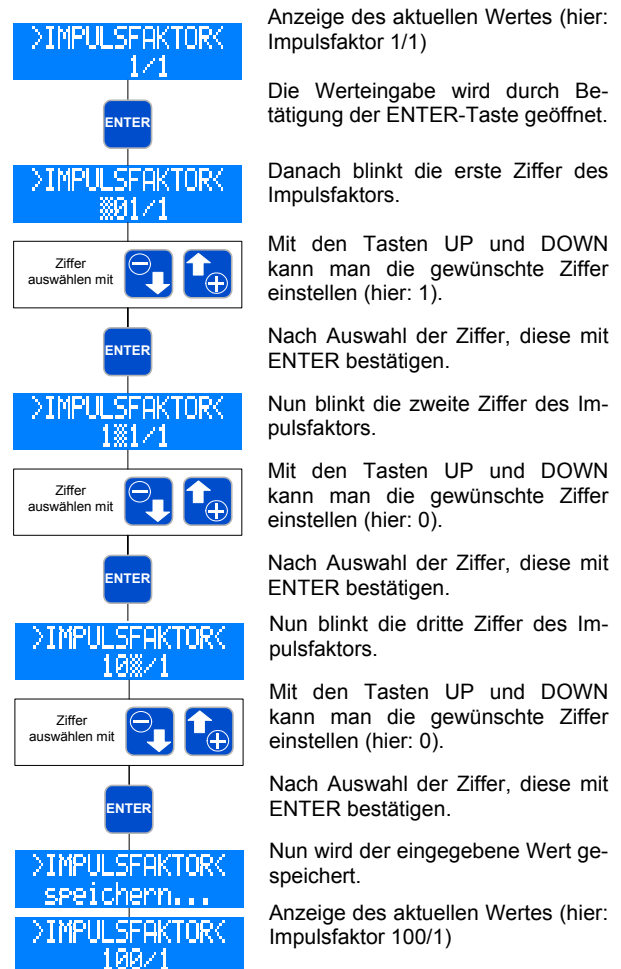 Anzeige des aktuellen Wertes (hier:
>IMPULSFAKTOR<
Impulsfaktor 1/1)
1/1
Die Werteingabe wird durch Be-
ENTER
tätigung der ENTER-Taste geöffnet.
>IMPULSFAKTOR<
Danach blinkt die erste Ziffer des
▒01/1
Impulsfaktors.
Ziffer
auswählen mit
Mit den Tasten UP und DOWN
kann man die gewünschte Ziffer
einstellen (hier: 1).
ENTER
Nach Auswahl der Ziffer, diese mit
ENTER bestätigen.
>IMPULSFAKTOR<
1▒1/1
Nun blinkt die zweite Ziffer des Im-
pulsfaktors.
Ziffer
auswählen mit
Mit den Tasten UP und DOWN
kann man die gewünschte Ziffer
einstellen (hier: 0).
ENTER
Nach Auswahl der Ziffer, diese mit
ENTER bestätigen.
>IMPULSFAKTOR<
10▒/1
Nun blinkt die dritte Ziffer des Im-
pulsfaktors.
Ziffer
auswählen mit
Mit den Tasten UP und DOWN
kann man die gewünschte Ziffer
einstellen (hier: 0).
ENTER
Nach Auswahl der Ziffer, diese mit
ENTER bestätigen.
>IMPULSFAKTOR<
speichern...
Nun wird der eingegebene Wert ge-
speichert.
>IMPULSFAKTOR<
100/1
Anzeige des aktuellen Wertes (hier:
Impulsfaktor 100/1)